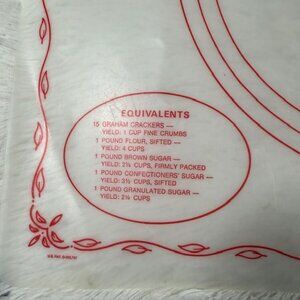 EQUIVALENTS
15 GRAHAM CRACKERS —
YIELD: 1 CUP FINE CRUMBS
1 POUND FLOUR, SIFTED —
YIELD: 4 CUPS
1 POUND BROWN SUGAR —
YIELD: 2¼ CUPS, FIRMLY PACKED
1 POUND CONFECTIONERS' SUGAR —
YIELD: 3½ CUPS, SIFTED
1 POUND GRANULATED SUGAR —
YIELD: 2¼ CUPS